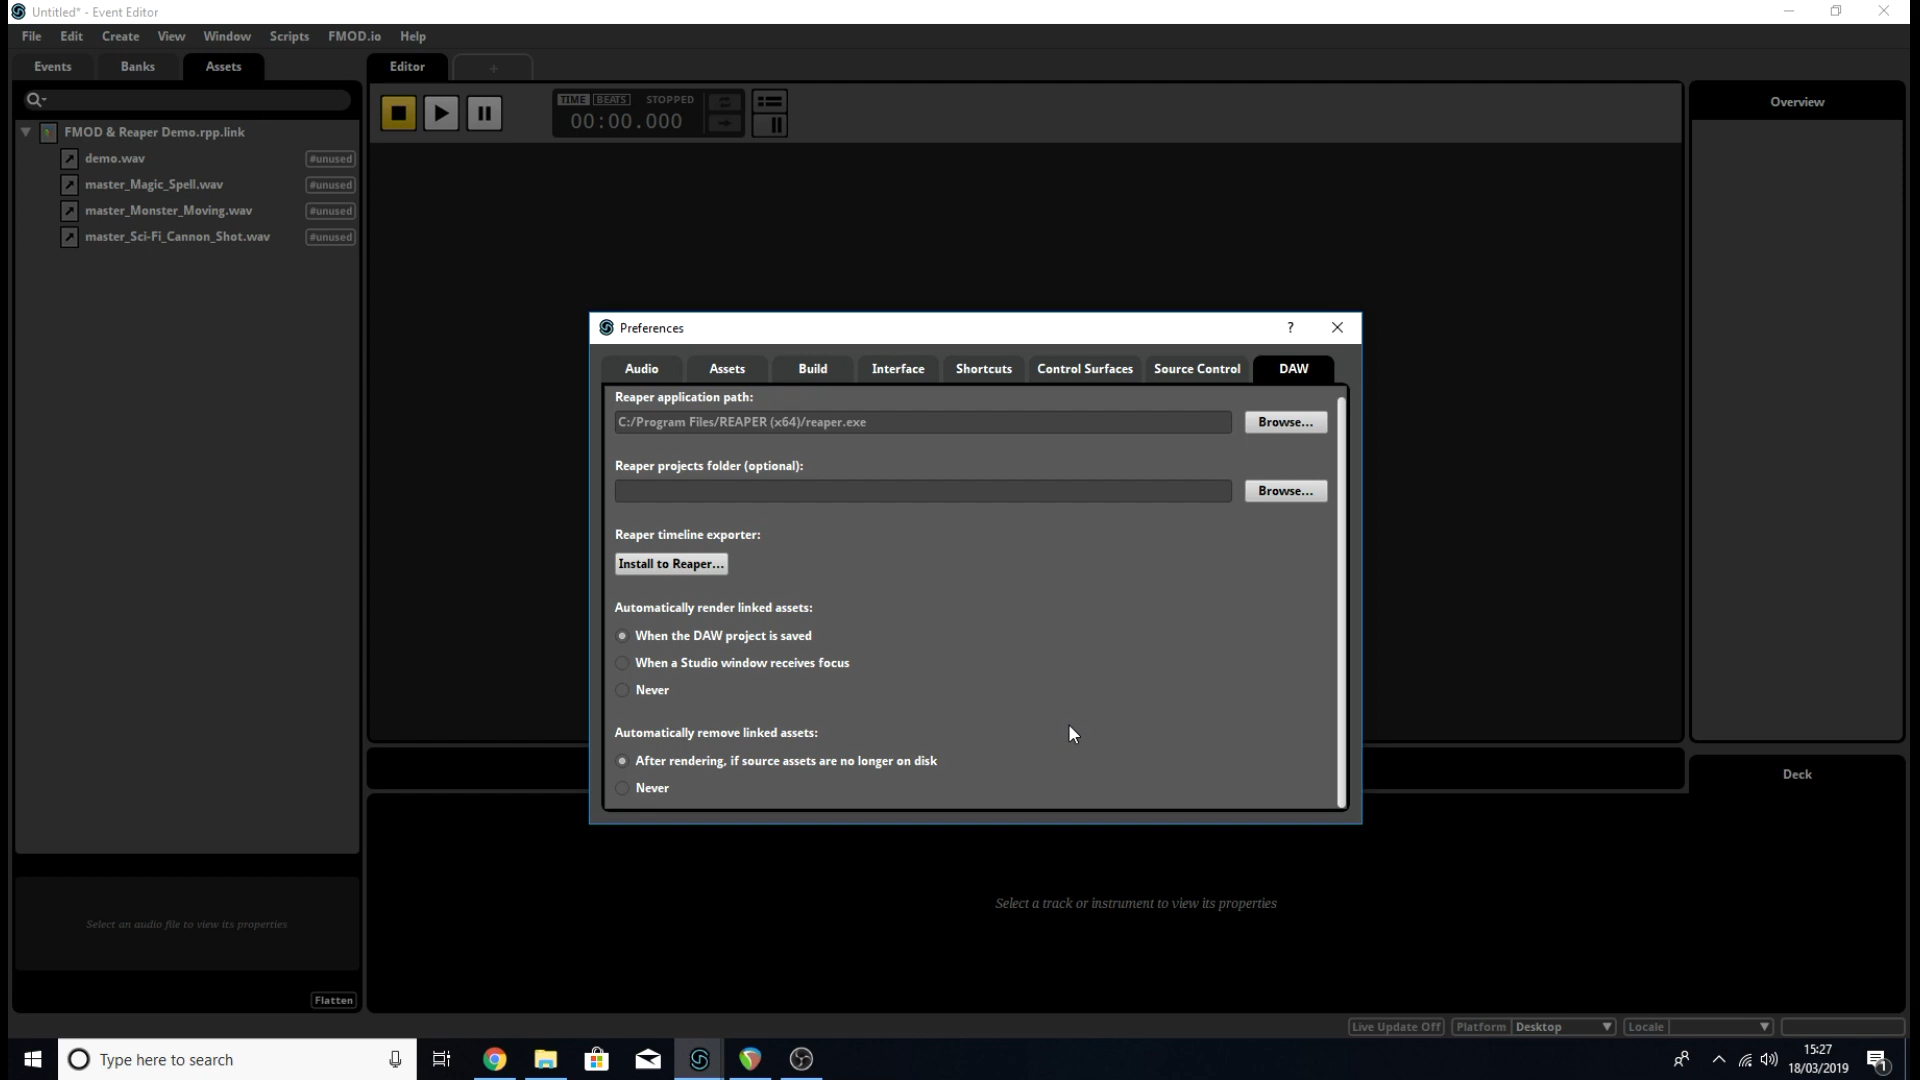 Untitled* - Event Editor
File Edit Create View Window Scripts FMOD.io Help
Events Banks Assets Editor +
TIME BEATS STOPPED
00:00.000
Overview
FMOD & Reaper Demo.rpp.link
demo.wav #unused
master_Magic_Spell.wav #unused
master_Monster_Moving.wav #unused
master_Sci-Fi_Cannon_Shot.wav #unused
Preferences ?
Audio Assets Build Interface Shortcuts Control Surfaces Source Control DAW
Reaper application path:
C:/Program Files/REAPER (x64)/reaper.exe Browse...
Reaper projects folder (optional):
Browse...
Reaper timeline exporter:
Install to Reaper...
Automatically render linked assets:
When the DAW project is saved
When a Studio window receives focus
Never
Automatically remove linked assets:
After rendering, if source assets are no longer on disk
Never
Deck
Select a track or instrument to view its properties
Select an audio file to view its properties
Flatten
Live Update Off Platform Desktop Locale
Type here to search
15:27
18/03/2019
1